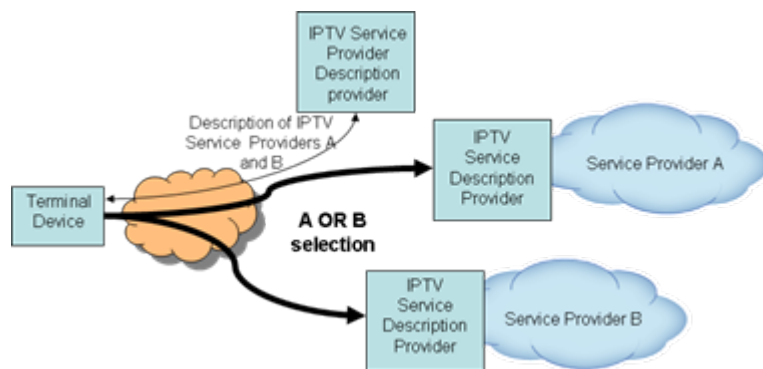 IPTV Service
Provider
Description
provider
Description of IPTV
Service Providers A
and B
IPTV
Service
Description
Provider
Service Provider A
Terminal
Device
A OR B
selection
IPTV
Service
Description
Provider
Service Provider B